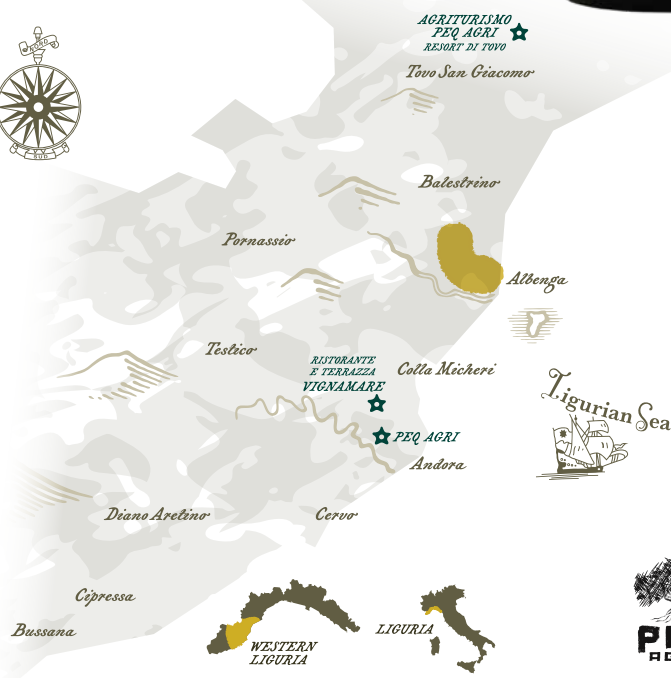 AGRITURISMO
PEQ AGRI
RESORT DI TOVO
NORD
Tovo San Giacomo
SUD
Balestrino
Pornassio
Albenga
Testico
RISTORANTE
E TERRAZZA
VIGNAMARE
Colla Micheri
Ligurian Sea
PEQ AGRI
Andora
Diano Aretino
Cervo
Cipressa
Bussana
WESTERN
LIGURIA
LIGURIA